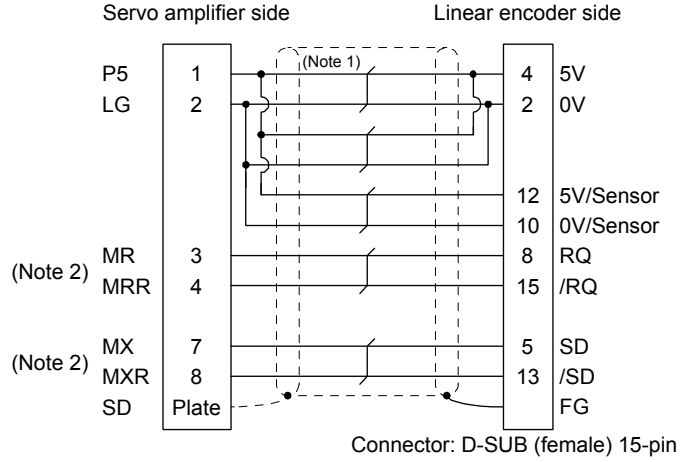 Servo amplifier side Linear encoder side
(Note 1)
P5 1 4 5V
LG 2 2 0V
12 5V/Sensor
10 0V/Sensor
MR 3 8 RQ
(Note 2)
MRR 4 15 /RQ
MX 7 5 SD
(Note 2)
MXR 8 13 /SD
SD Plate FG
Connector: D-SUB (female) 15-pin